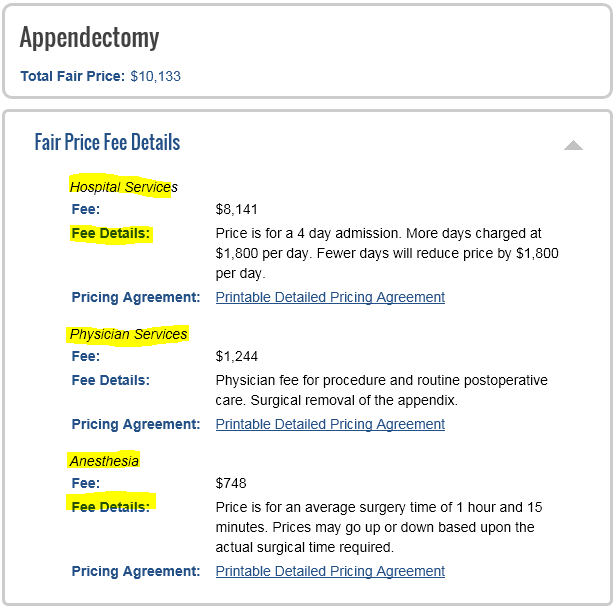 Appendectomy
Total Fair Price: $10,133
Fair Price Fee Details
Hospital Services
Fee: $8,141
Fee Details: Price is for a 4 day admission. More days charged at
$1,800 per day. Fewer days will reduce price by $1,800
per day.
Pricing Agreement: Printable Detailed Pricing Agreement
Physician Services
Fee: $1,244
Fee Details: Physician fee for procedure and routine postoperative
care. Surgical removal of the appendix.
Pricing Agreement: Printable Detailed Pricing Agreement
Anesthesia
Fee: $748
Fee Details: Price is for an average surgery time of 1 hour and 15
minutes. Prices may go up or down based upon the
actual surgical time required.
Pricing Agreement: Printable Detailed Pricing Agreement